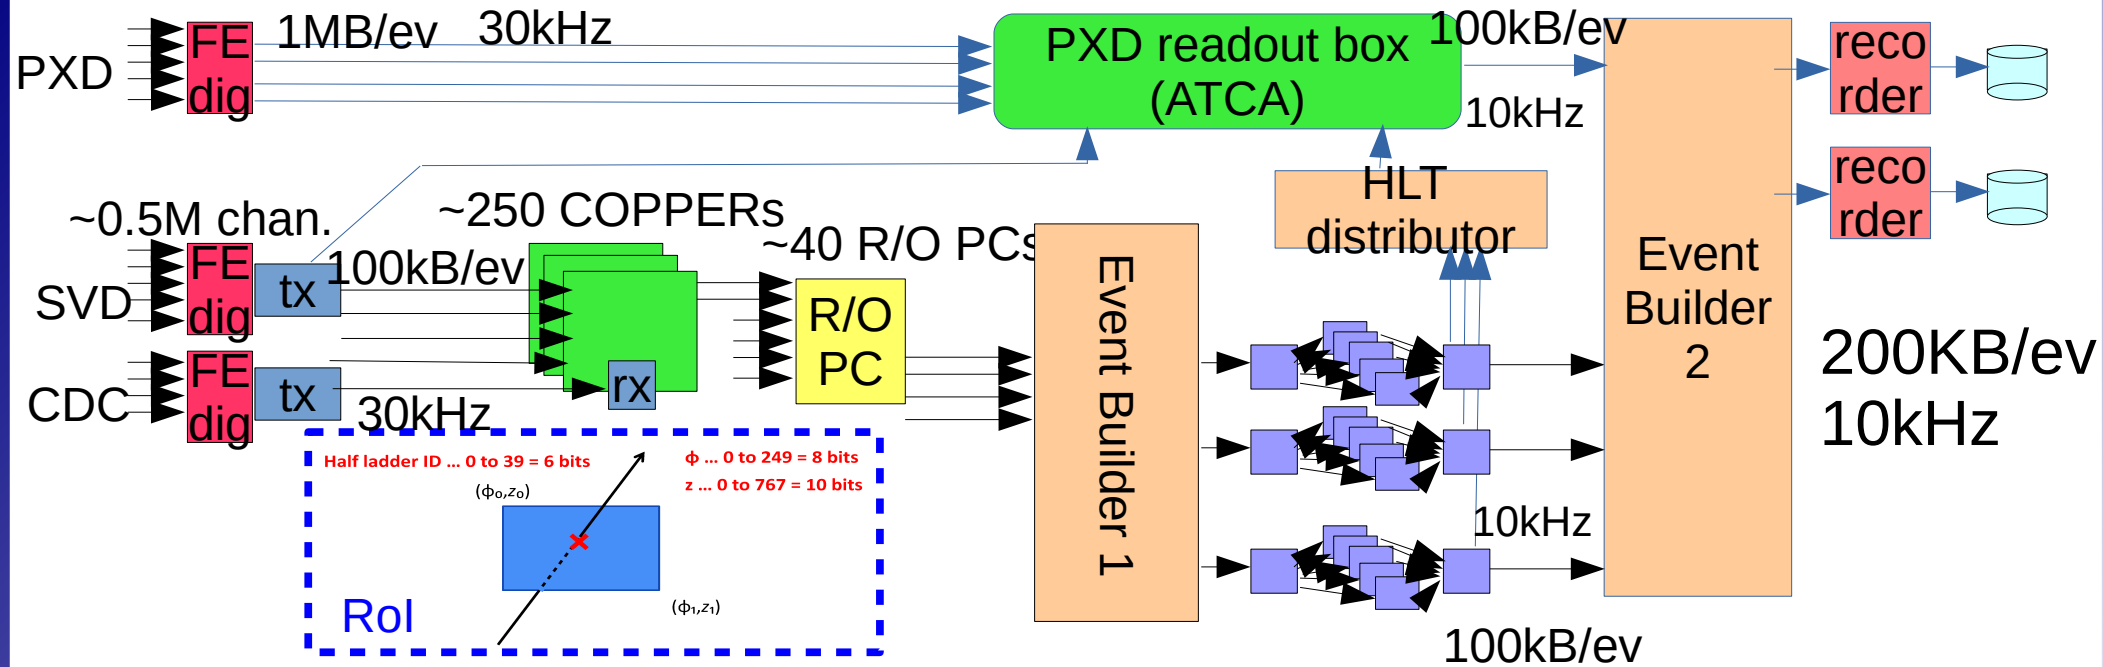 PXD
FE
dig
1MB/ev
30kHz
PXD readout box
(ATCA)
100kB/ev
10kHz
reco
rder
reco
rder
HLT
distributor
~0.5M chan.
~250 COPPERs
~40 R/O PCs
SVD
FE
dig
tx
100kB/ev
R/O
PC
Event Builder 1
Event
Builder
2
200KB/ev
10kHz
CDC
FE
dig
tx
30kHz
rx
Half ladder ID ... 0 to 39 = 6 bits
ϕ ... 0 to 249 = 8 bits
z ... 0 to 767 = 10 bits
(ϕ₀,z₀)
(ϕ₁,z₁)
RoI
10kHz
100kB/ev